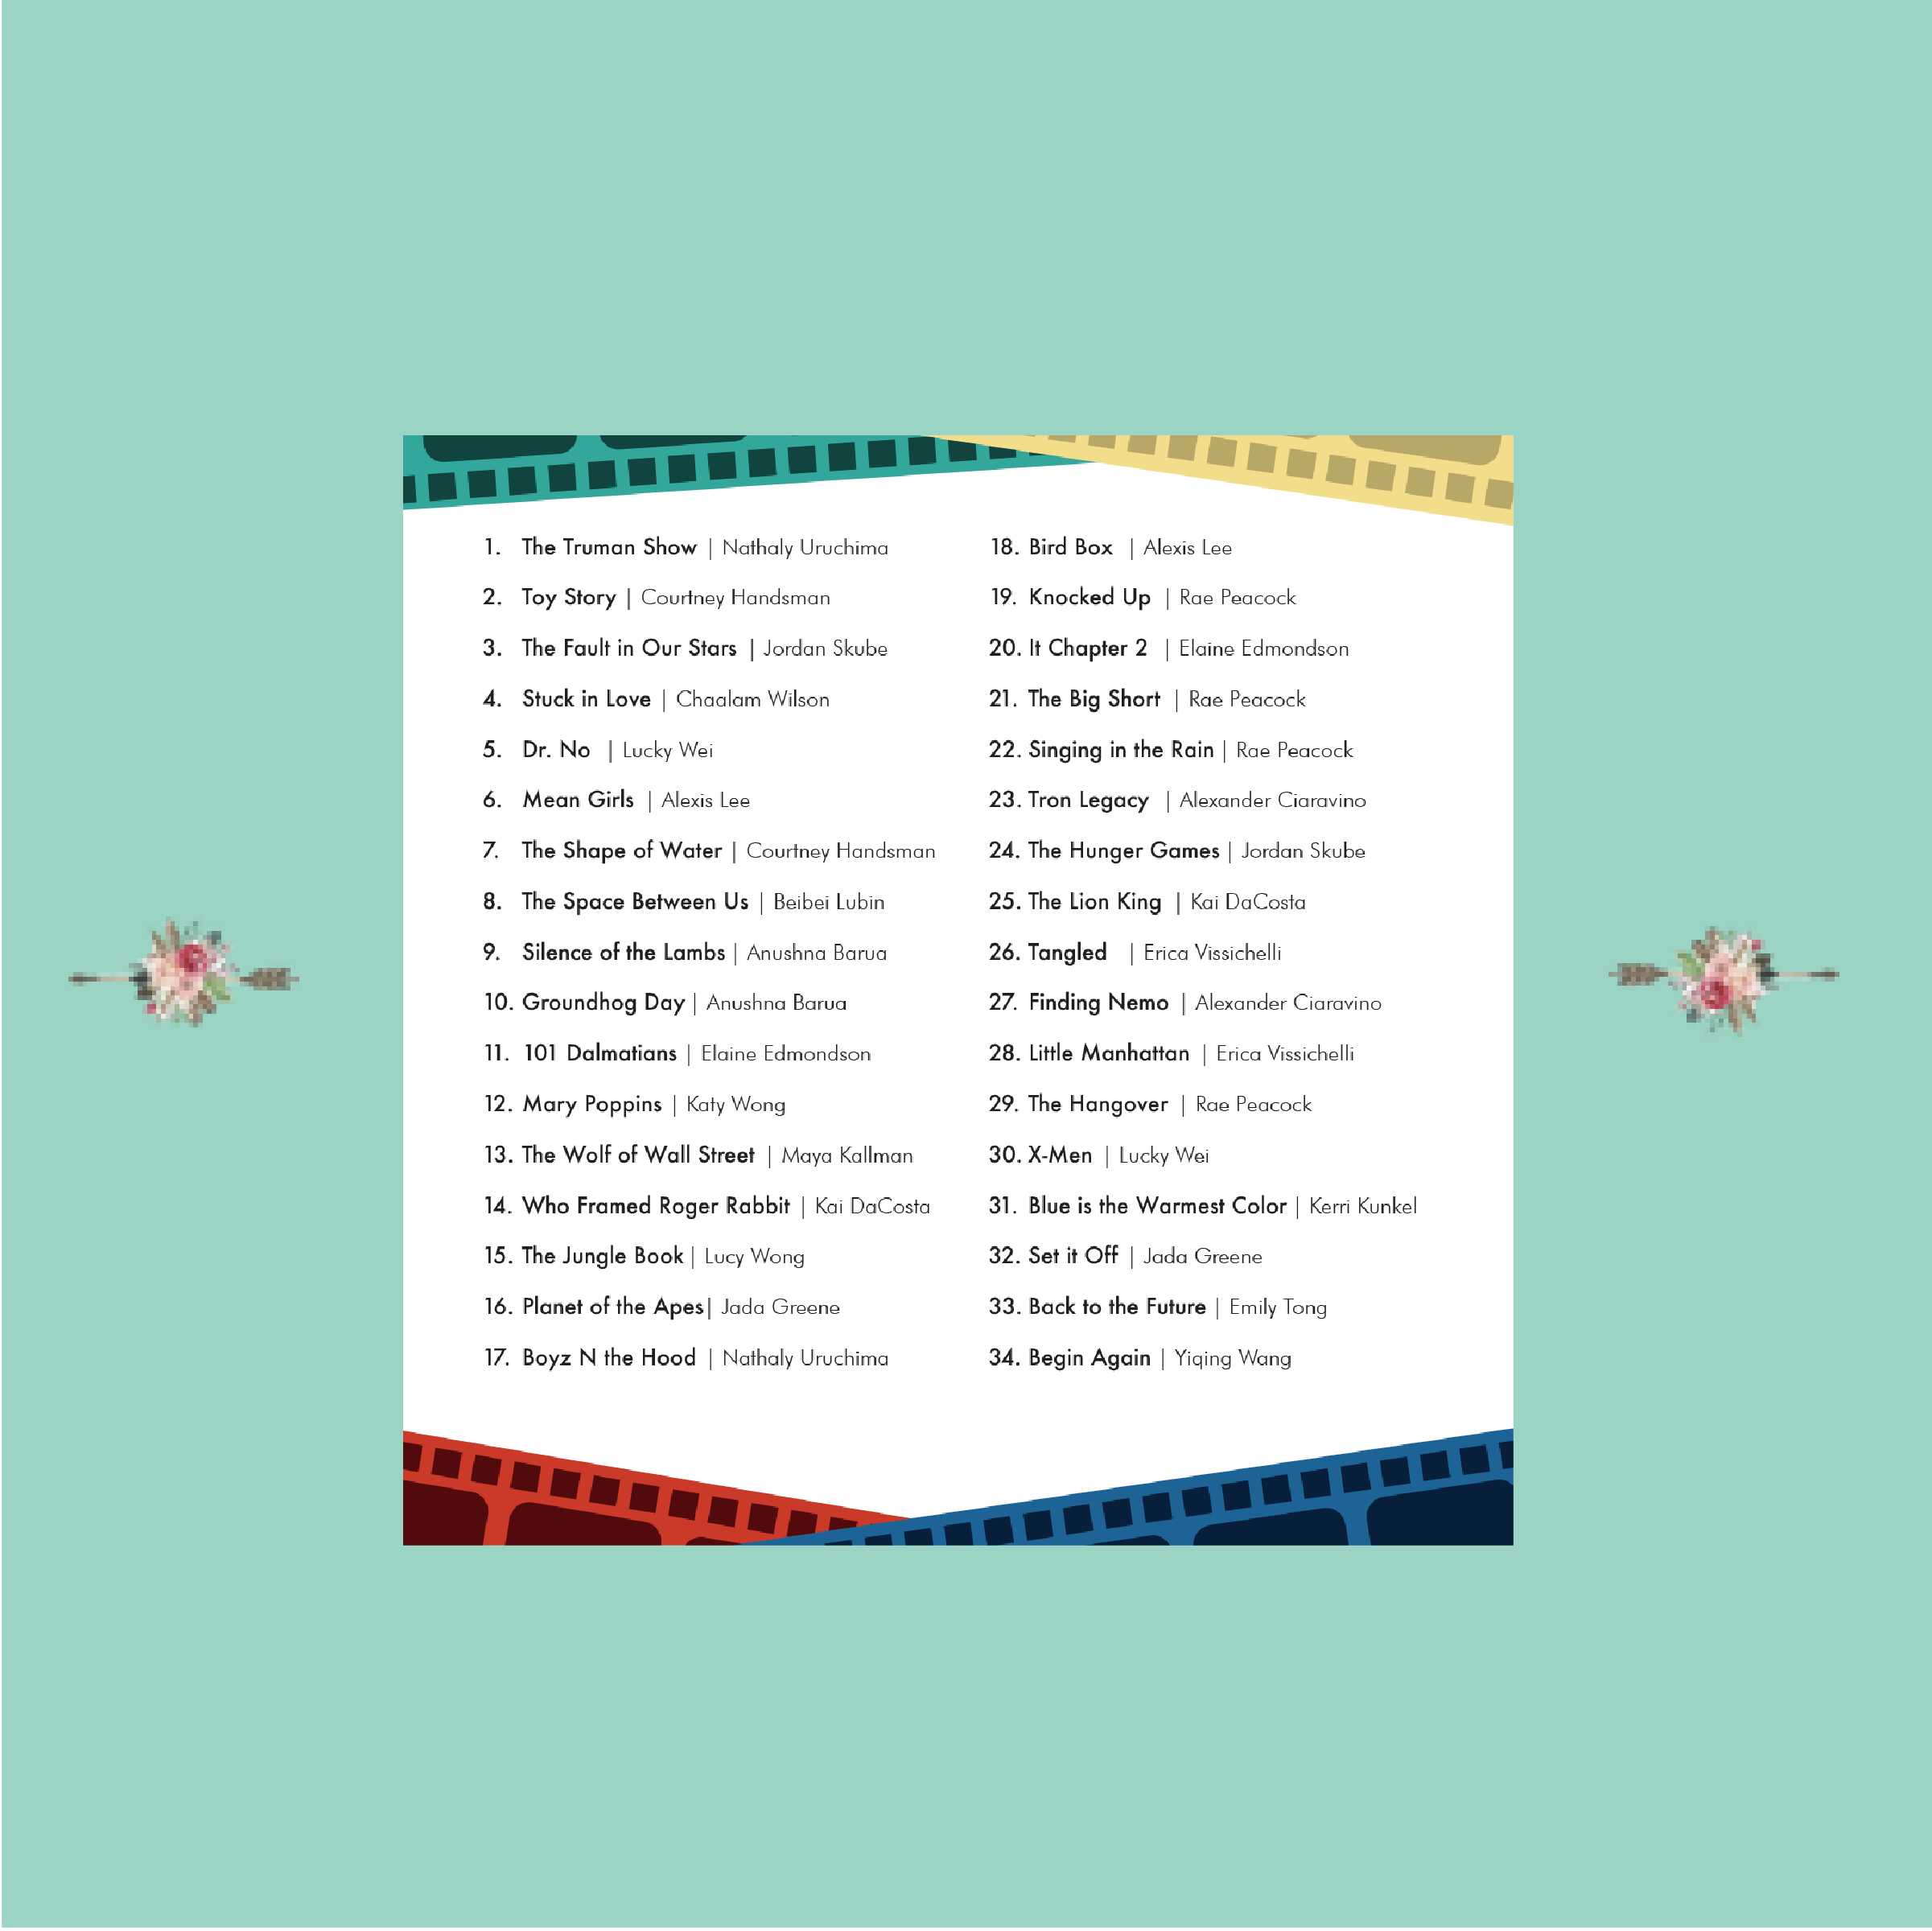 1. The Truman Show | Nathaly Uruchima
2. Toy Story | Courtney Handsman
3. The Fault in Our Stars | Jordan Skube
4. Stuck in Love | Chaalam Wilson
5. Dr. No | Lucky Wei
6. Mean Girls | Alexis Lee
7. The Shape of Water | Courtney Handsman
8. The Space Between Us | Beibei Lubin
9. Silence of the Lambs | Anushna Barua
10. Groundhog Day | Anushna Barua
11. 101 Dalmatians | Elaine Edmondson
12. Mary Poppins | Katy Wong
13. The Wolf of Wall Street | Maya Kallman
14. Who Framed Roger Rabbit | Kai DaCosta
15. The Jungle Book | Lucy Wong
16. Planet of the Apes| Jada Greene
17. Boyz N the Hood | Nathaly Uruchima
18. Bird Box | Alexis Lee
19. Knocked Up | Rae Peacock
20. It Chapter 2 | Elaine Edmondson
21. The Big Short | Rae Peacock
22. Singing in the Rain | Rae Peacock
23. Tron Legacy | Alexander Ciaravino
24. The Hunger Games | Jordan Skube
25. The Lion King | Kai DaCosta
26. Tangled | Erica Vissichelli
27. Finding Nemo | Alexander Ciaravino
28. Little Manhattan | Erica Vissichelli
29. The Hangover | Rae Peacock
30. X-Men | Lucky Wei
31. Blue is the Warmest Color | Kerri Kunkel
32. Set it Off | Jada Greene
33. Back to the Future | Emily Tong
34. Begin Again | Yiqing Wang